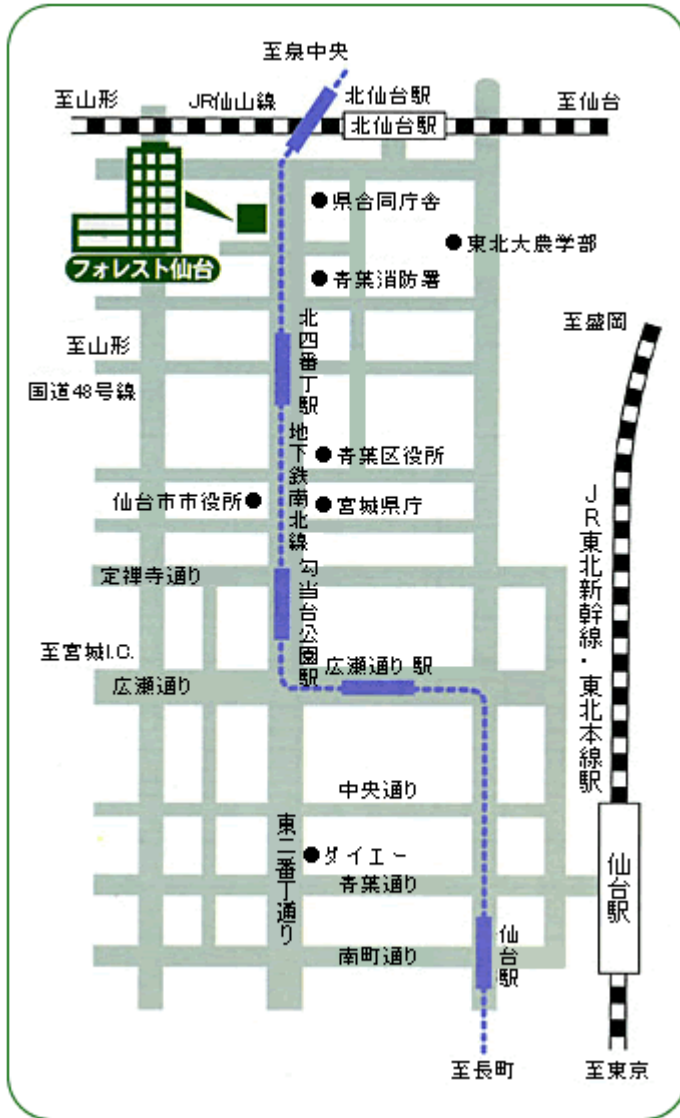 至泉中央
至山形
JR仙山線
北仙台駅
至仙台
北仙台駅
県合同庁舎
東北大農学部
フォレスト仙台
青葉消防署
至盛岡
北四番丁駅
至山形
国道48号線
地下鉄南北線
青葉区役所
仙台市市役所
宮城県庁
JR東北新幹線・東北本線駅
定禅寺通り
勾当台公園駅
至宮城I.C.
広瀬通り 駅
広瀬通り
中央通り
東二番丁通り
ダイエー
仙台駅
青葉通り
仙台駅
南町通り
至長町
至東京